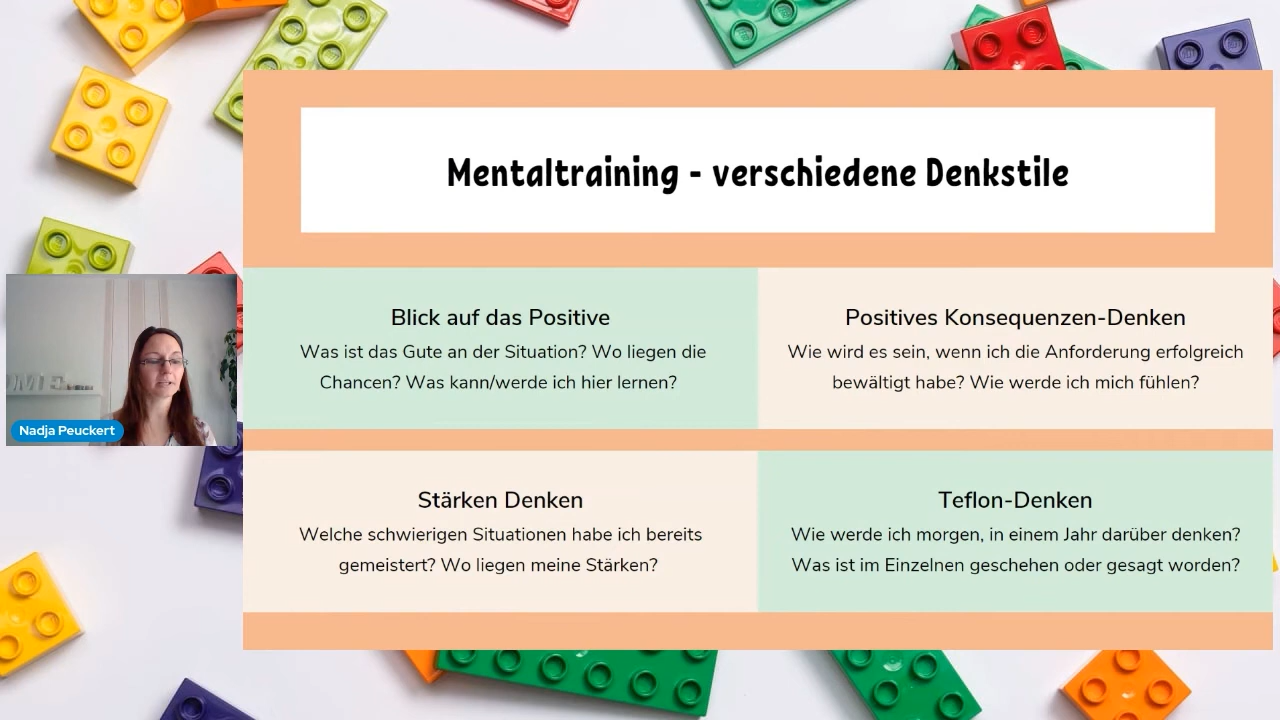 Mentaltraining - verschiedene Denkstile
Blick auf das Positive
Was ist das Gute an der Situation? Wo liegen die
Chancen? Was kann/werde ich hier lernen?
Positives Konsequenzen-Denken
Wie wird es sein, wenn ich die Anforderung erfolgreich
bewältigt habe? Wie werde ich mich fühlen?
Nadja Peuckert
Stärken Denken
Welche schwierigen Situationen habe ich bereits
gemeistert? Wo liegen meine Stärken?
Teflon-Denken
Wie werde ich morgen, in einem Jahr darüber denken?
Was ist im Einzelnen geschehen oder gesagt worden?